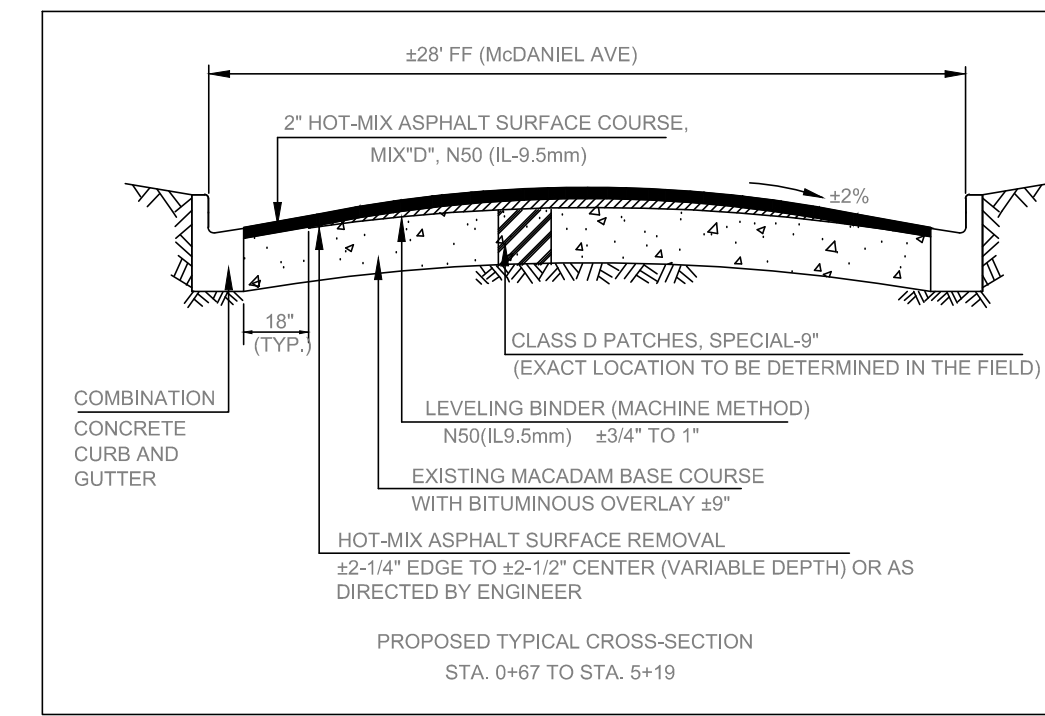 ±28' FF (McDANIEL AVE)
2" HOT-MIX ASPHALT SURFACE COURSE,
MIX"D", N50 (IL-9.5mm)
±2%
18"
(TYP.)
CLASS D PATCHES, SPECIAL-9"
(EXACT LOCATION TO BE DETERMINED IN THE FIELD)
COMBINATION
CONCRETE
CURB AND
GUTTER
LEVELING BINDER (MACHINE METHOD)
N50(IL9.5mm) ±3/4" TO 1"
EXISTING MACADAM BASE COURSE
WITH BITUMINOUS OVERLAY ±9"
HOT-MIX ASPHALT SURFACE REMOVAL
±2-1/4" EDGE TO ±2-1/2" CENTER (VARIABLE DEPTH) OR AS
DIRECTED BY ENGINEER
PROPOSED TYPICAL CROSS-SECTION
STA. 0+67 TO STA. 5+19